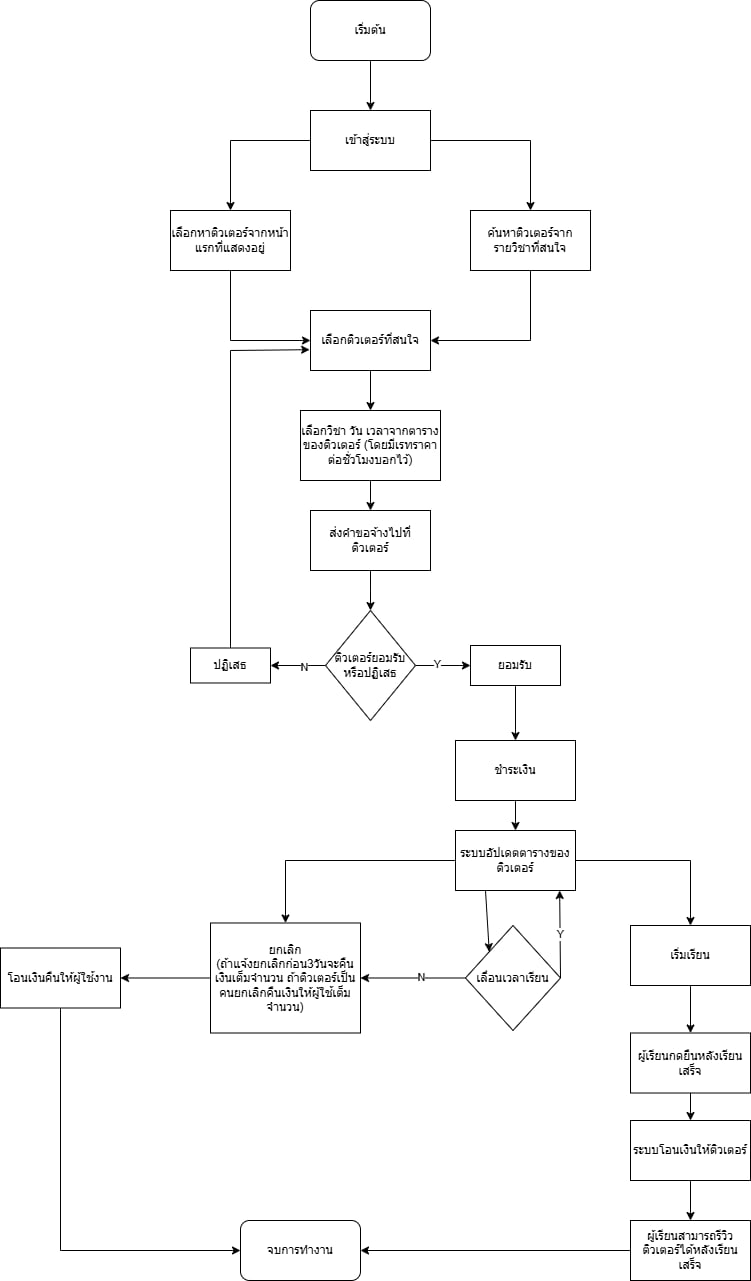 เริ่มต้น
เข้าสู่ระบบ
เลือกหาติวเตอร์จากหน้า
แรกที่แสดงอยู่
ค้นหาติวเตอร์จาก
รายวิชาที่สนใจ
เลือกติวเตอร์ที่สนใจ
เลือกวิชา วัน เวลาจากตาราง
ของติวเตอร์ (โดยมีเรทราคา
ต่อชั่วโมงบอกไว้)
ส่งคำขอจ้างไปที่
ติวเตอร์
ติวเตอร์ยอมรับ
หรือปฏิเสธ
N
ปฏิเสธ
Y
ยอมรับ
ชำระเงิน
ระบบอัปเดตตารางของ
ติวเตอร์
Y
เลื่อนเวลาเรียน
N
ยกเลิก
(ถ้าแจ้งยกเลิกก่อน3วันจะคืน
เงินเต็มจำนวน ถ้าติวเตอร์เป็น
คนยกเลิกคืนเงินให้ผู้ใช้เต็ม
จำนวน)
โอนเงินคืนให้ผู้ใช้งาน
เริ่มเรียน
ผู้เรียนกดยืนหลังเรียน
เสร็จ
ระบบโอนเงินให้ติวเตอร์
ผู้เรียนสามารถรีวิว
ติวเตอร์ได้หลังเรียน
เสร็จ
จบการทำงาน